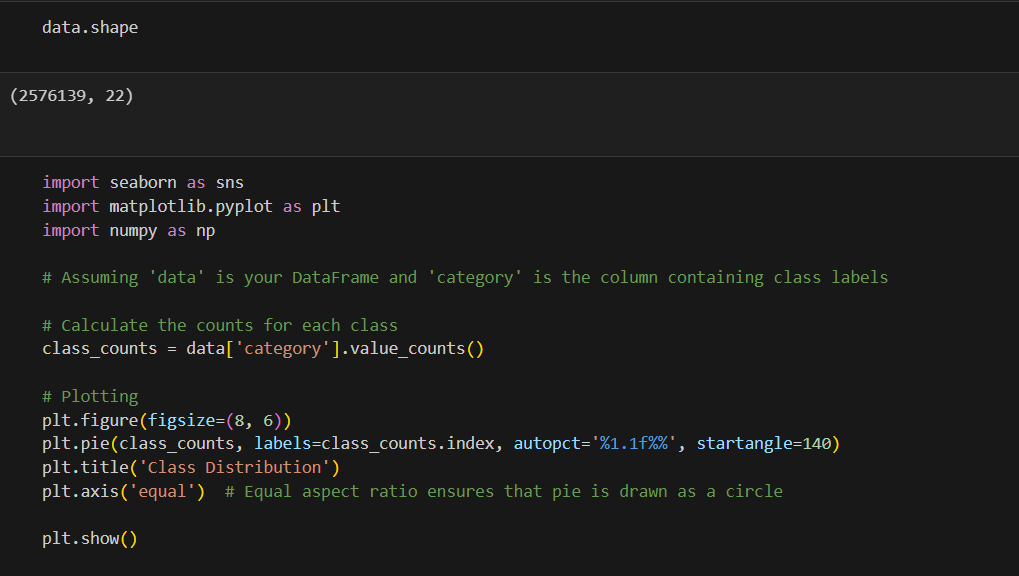 data.shape
(2576139, 22)
import seaborn as sns
import matplotlib.pyplot as plt
import numpy as np
# Assuming 'data' is your DataFrame and 'category' is the column containing class labels
# Calculate the counts for each class
class_counts = data['category'].value_counts()
# Plotting
plt.figure(figsize=(8, 6))
plt.pie(class_counts, labels=class_counts.index, autopct='%1.1f%%', startangle=140)
plt.title('Class Distribution')
plt.axis('equal')  # Equal aspect ratio ensures that pie is drawn as a circle
plt.show()